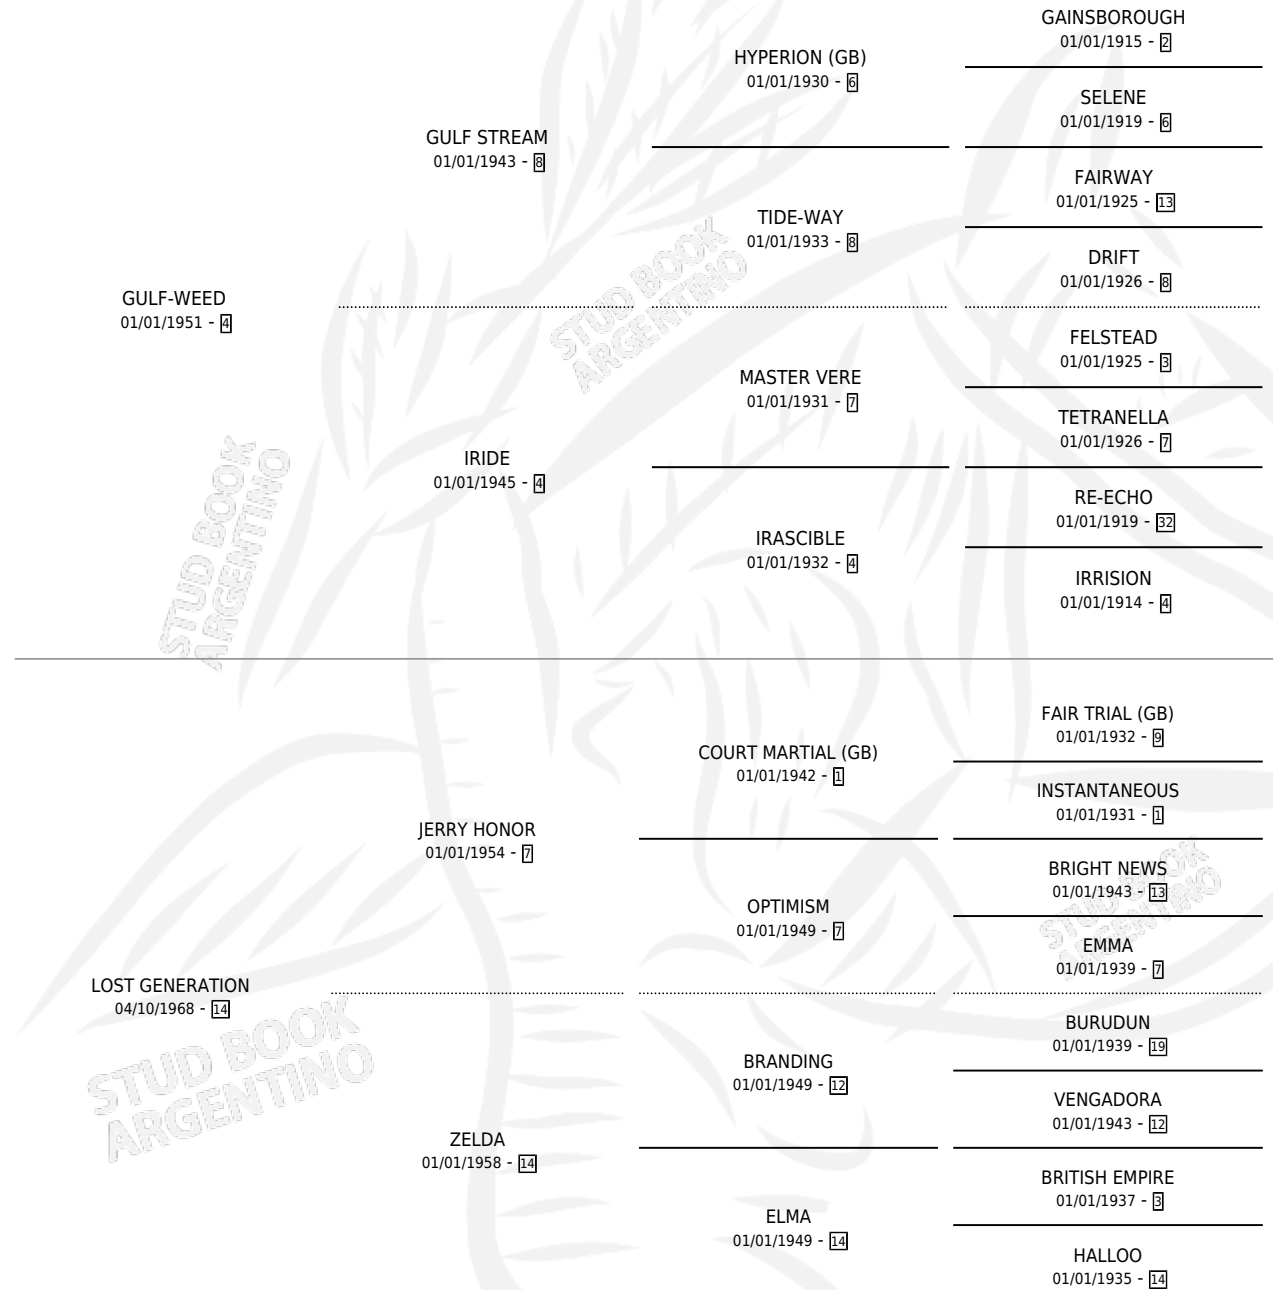 GAINSBOROUGH
01/01/1915 - 2
HYPERION (GB)
01/01/1930 - 6
SELENE
01/01/1919 - 6
GULF STREAM
01/01/1943 - 8
FAIRWAY
01/01/1925 - 13
TIDE-WAY
01/01/1933 - 8
DRIFT
01/01/1926 - 8
GULF-WEED
01/01/1951 - 4
FELSTEAD
01/01/1925 - 3
MASTER VERE
01/01/1931 - 7
TETRANELLA
01/01/1926 - 7
IRIDE
01/01/1945 - 4
RE-ECHO
01/01/1919 - 32
IRASCIBLE
01/01/1932 - 4
IRRISION
01/01/1914 - 4
FAIR TRIAL (GB)
01/01/1932 - 9
COURT MARTIAL (GB)
01/01/1942 - 1
INSTANTANEOUS
01/01/1931 - 1
JERRY HONOR
01/01/1954 - 7
BRIGHT NEWS
01/01/1943 - 13
OPTIMISM
01/01/1949 - 7
EMMA
01/01/1939 - 7
LOST GENERATION
04/10/1968 - 14
BURUDUN
01/01/1939 - 19
BRANDING
01/01/1949 - 12
VENGADORA
01/01/1943 - 12
ZELDA
01/01/1958 - 14
BRITISH EMPIRE
01/01/1937 - 3
ELMA
01/01/1949 - 14
HALLOO
01/01/1935 - 14
STUD BOOK
ARGENTINO
STUD BOOK
ARGENTINO
STUD BOOK
ARGENTINO
STUD BOOK
ARGENTINO